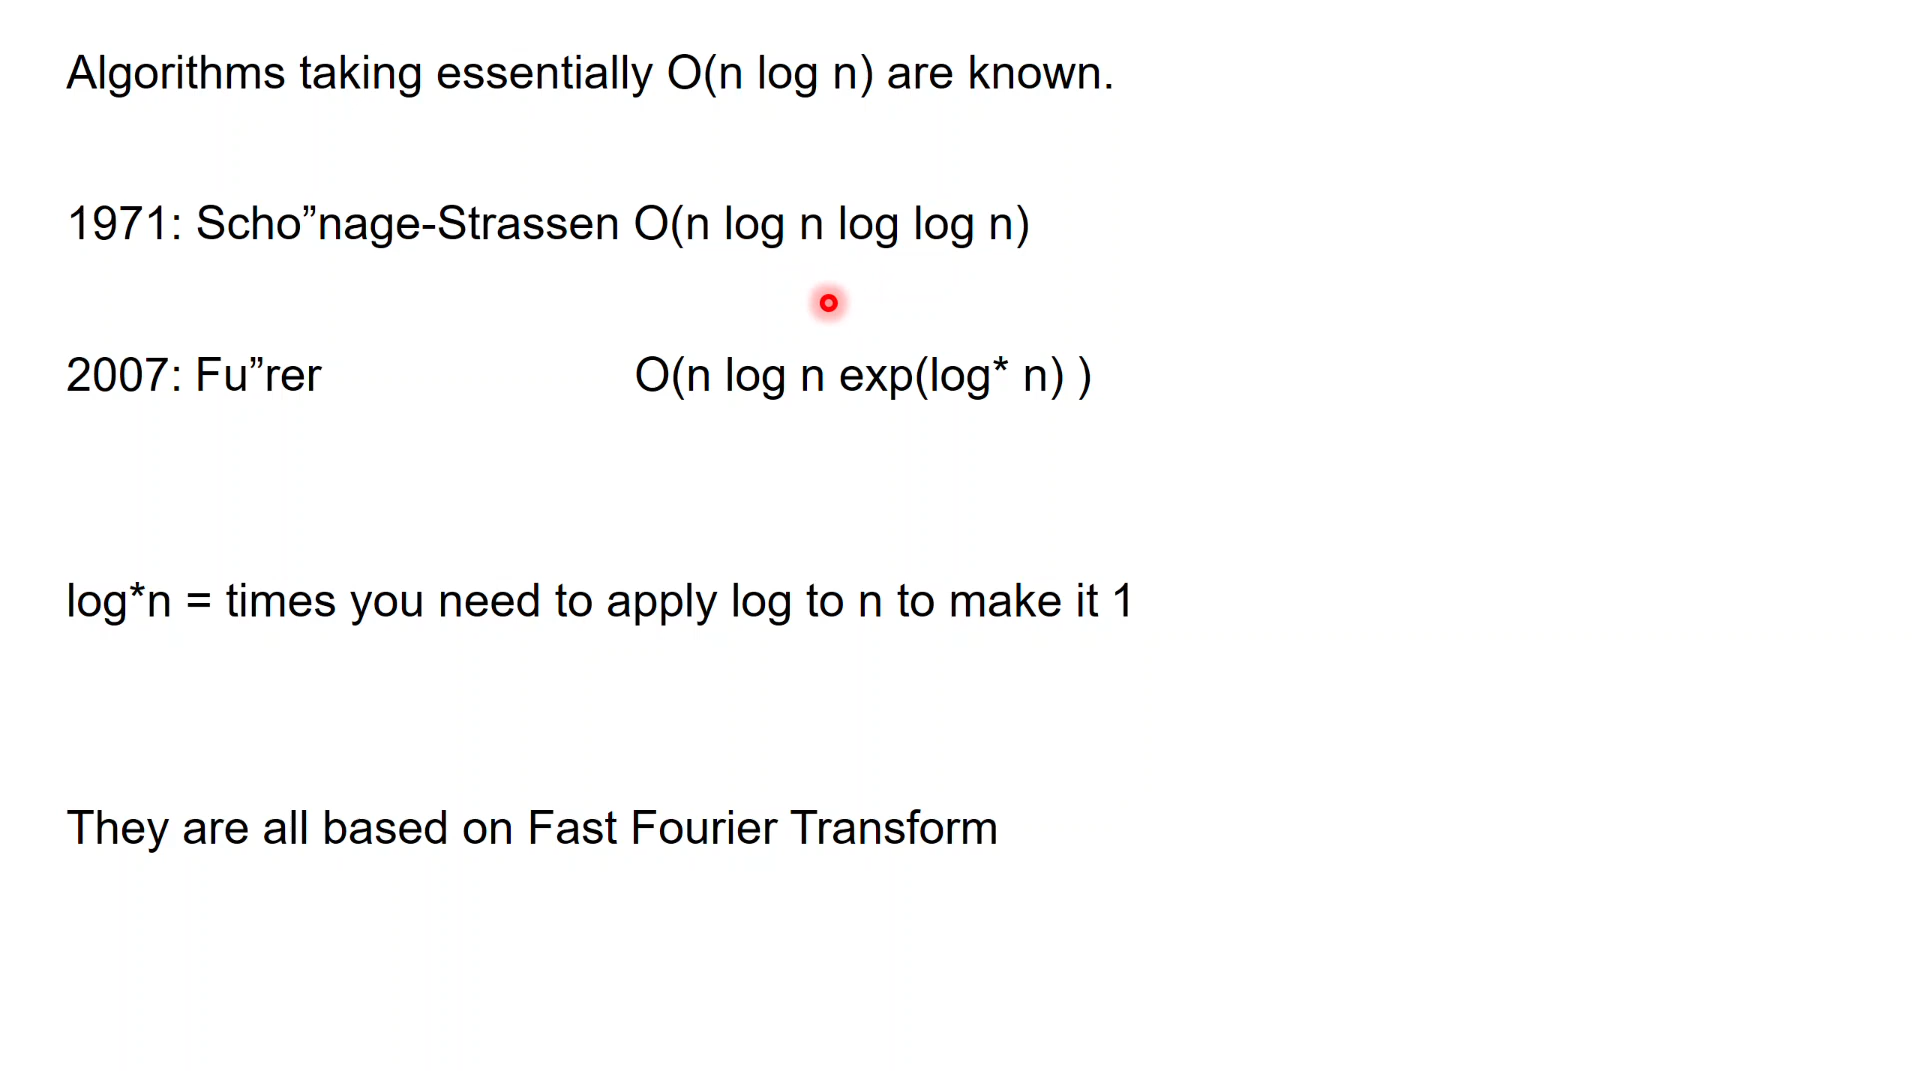 Algorithms taking essentially O(n log n) are known.
1971: Scho”nage-Strassen O(n log n log log n)
2007: Fu”rer O(n log n exp(log* n) )
log*n = times you need to apply log to n to make it 1
They are all based on Fast Fourier Transform